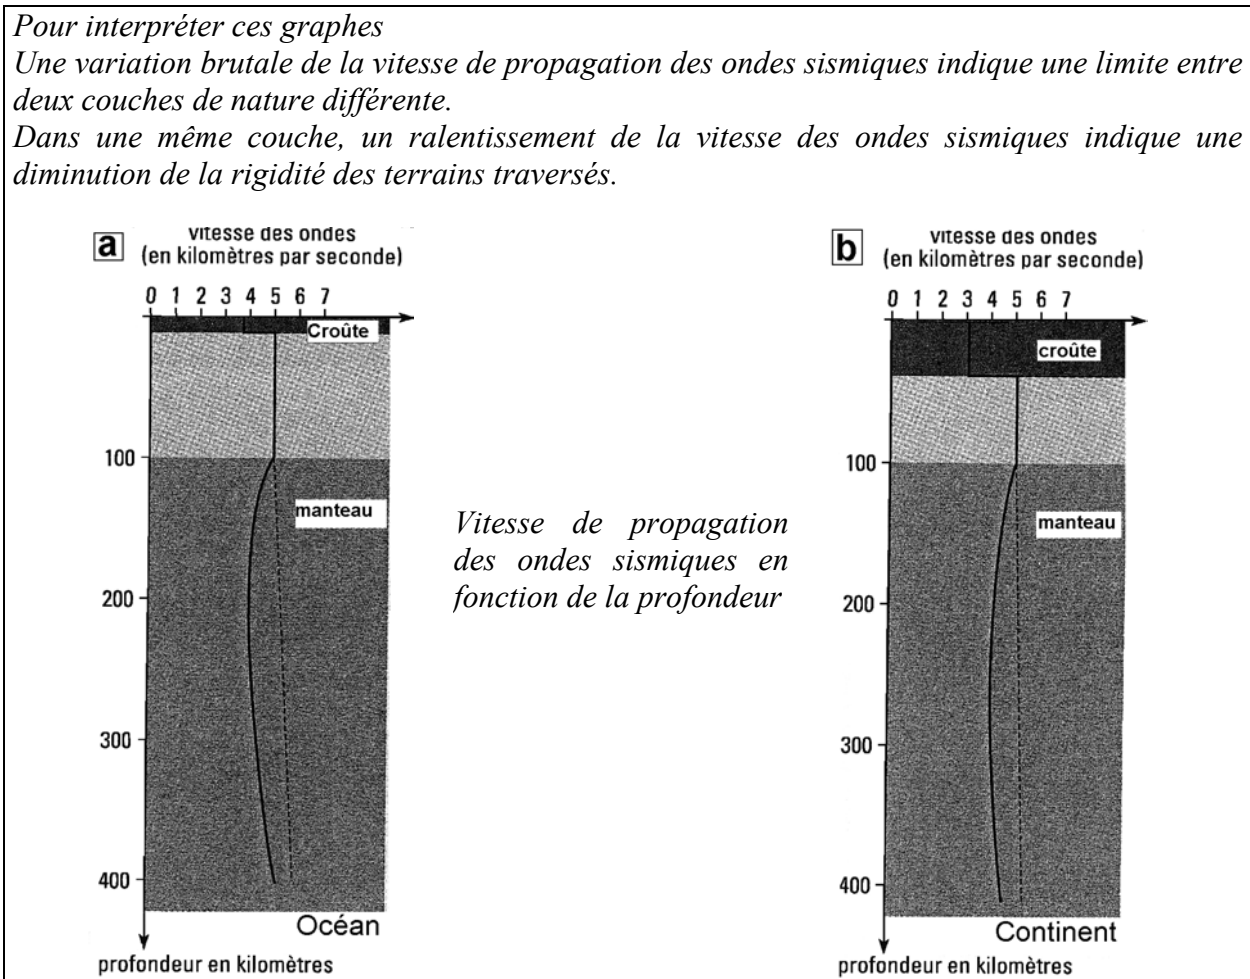 Pour interpréter ces graphes
Une variation brutale de la vitesse de propagation des ondes sismiques indique une limite entre
deux couches de nature différente.
Dans une même couche, un ralentissement de la vitesse des ondes sismiques indique une
diminution de la rigidité des terrains traversés.
a
vitesse des ondes
(en kilomètres par seconde)
0 1 2 3 4 5 6 7
Croûte
100
manteau
200
300
400
Océan
profondeur en kilomètres
Vitesse de propagation
des ondes sismiques en
fonction de la profondeur
b
vitesse des ondes
(en kilomètres par seconde)
0 1 2 3 4 5 6 7
croûte
100
manteau
200
300
400
Continent
profondeur en kilomètres